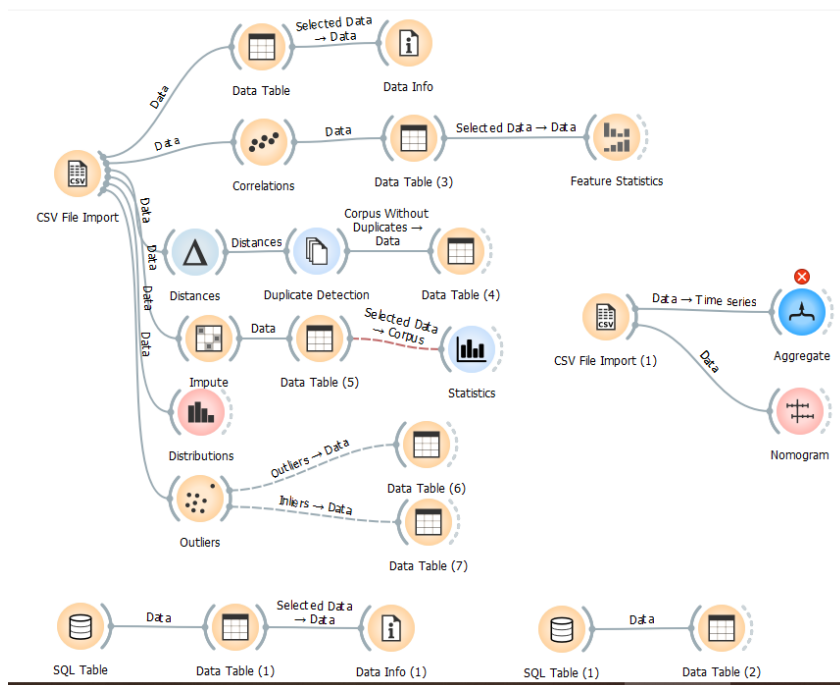 Selected Data
→ Data
Data
Data Table
Data Info
Data
Data
Selected Data → Data
CSV
CSV File Import
Correlations
Data Table (3)
Feature Statistics
Data
Distances
Corpus Without
Duplicates →
Data
Data
Distances
Duplicate Detection
Data Table (4)
Data → Time series
CSV
Data
Data
Selected Data
→ Corpus
CSV File Import (1)
Aggregate
Data
Impute
Data Table (5)
Statistics
Data
Distributions
Nomogram
Outliers → Data
Data Table (6)
Inliers → Data
Outliers
Data Table (7)
Data
Selected Data
→ Data
Data
SQL Table
Data Table (1)
Data Info (1)
SQL Table (1)
Data Table (2)